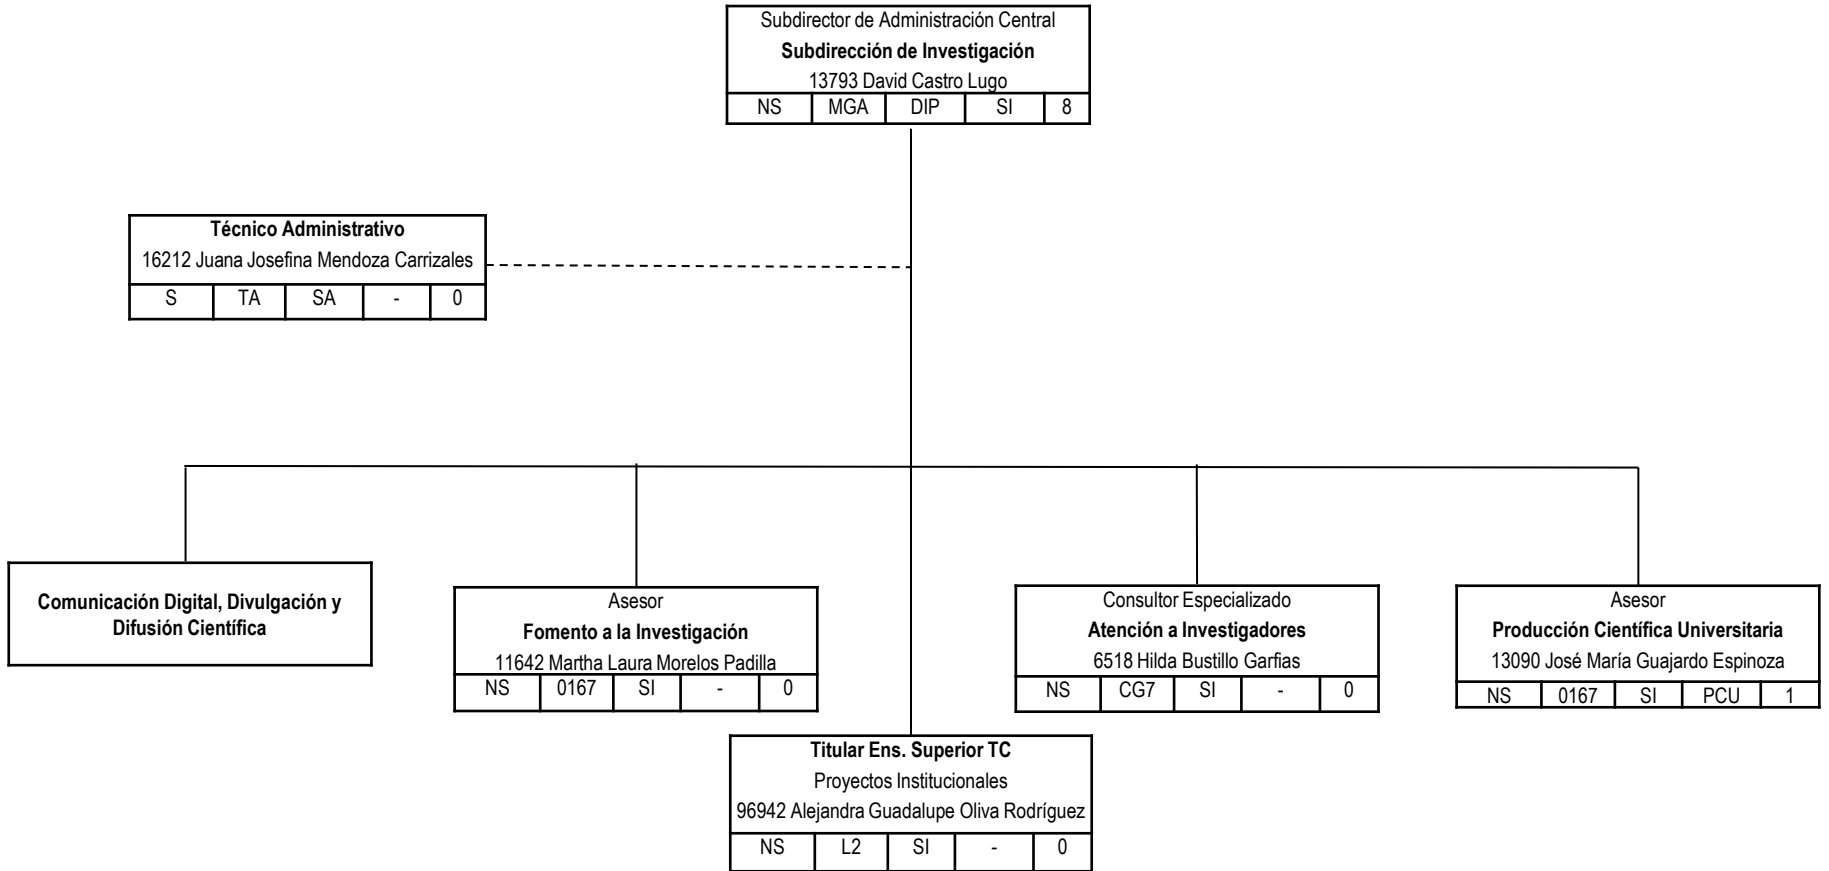 Subdirector de Administración Central
Subdirección de Investigación
13793 David Castro Lugo
NS MGA DIP SI 8
Técnico Administrativo
16212 Juana Josefina Mendoza Carrizales
S TA SA - 0
Comunicación Digital, Divulgación y
Difusión Científica
Asesor
Fomento a la Investigación
11642 Martha Laura Morelos Padilla
NS 0167 SI - 0
Consultor Especializado
Atención a Investigadores
6518 Hilda Bustillo Garfias
NS CG7 SI - 0
Asesor
Producción Científica Universitaria
13090 José María Guajardo Espinoza
NS 0167 SI PCU 1
Titular Ens. Superior TC
Proyectos Institucionales
96942 Alejandra Guadalupe Oliva Rodríguez
NS L2 SI - 0